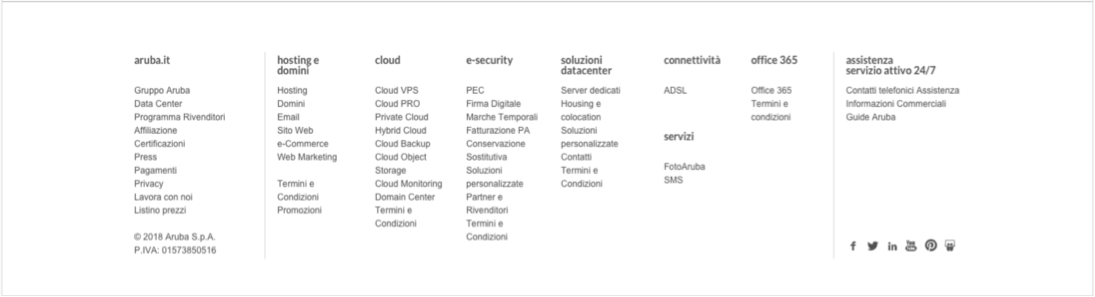 aruba.it
Gruppo Aruba
Data Center
Programma Rivenditori
Affiliazione
Certificazioni
Press
Pagamenti
Privacy
Lavora con noi
Listino prezzi
© 2018 Aruba S.p.A.
P.IVA: 01573850516
hosting e
domini
Hosting
Domini
Email
Sito Web
e-Commerce
Web Marketing
Termini e
Condizioni
Promozioni
cloud
Cloud VPS
Cloud PRO
Private Cloud
Hybrid Cloud
Cloud Backup
Cloud Object
Storage
Cloud Monitoring
Domain Center
Termini e
Condizioni
e-security
PEC
Firma Digitale
Marche Temporali
Fatturazione PA
Conservazione
Sostitutiva
Soluzioni
personalizzate
Partner e
Rivenditori
Termini e
Condizioni
soluzioni
datacenter
Server dedicati
Housing e
colocation
Soluzioni
personalizzate
Contatti
Termini e
Condizioni
connettività
ADSL
servizi
FotoAruba
SMS
office 365
Office 365
Termini e
condizioni
assistenza
servizio attivo 24/7
Contatti telefonici Assistenza
Informazioni Commerciali
Guide Aruba